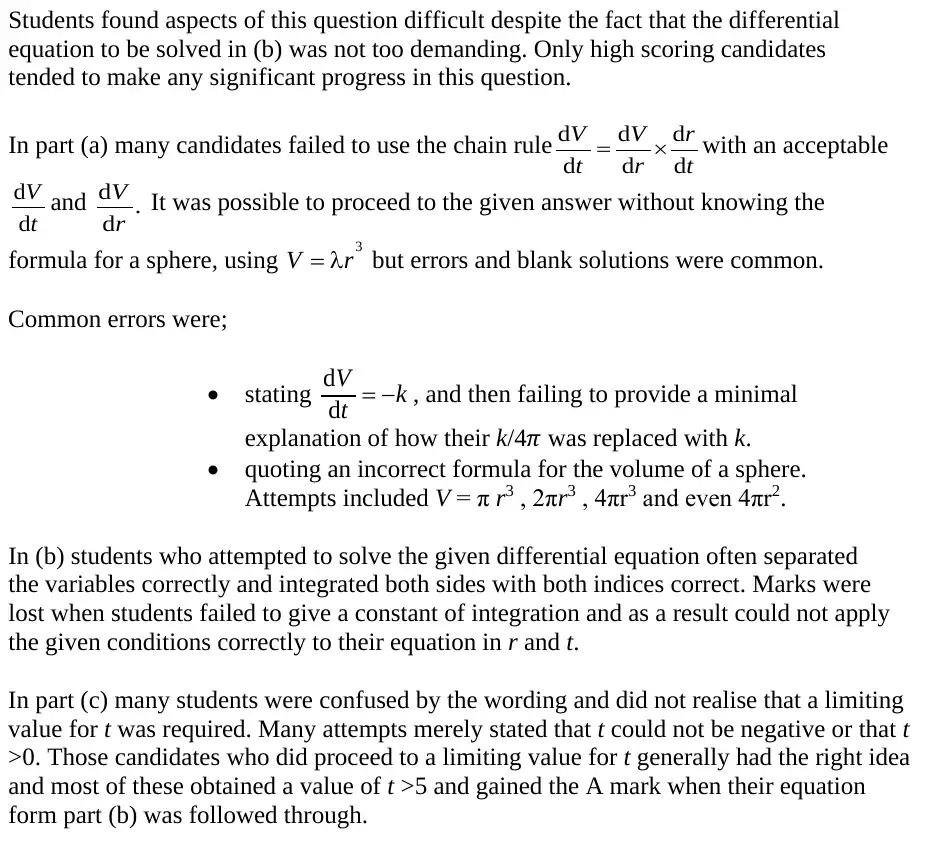 Students found aspects of this question difficult despite the fact that the differential
equation to be solved in (b) was not too demanding. Only high scoring candidates
tended to make any significant progress in this question.
In part (a) many candidates failed to use the chain rule dV/dt = dV/dr × dr/dt with an acceptable
dV/dt and dV/dr. It was possible to proceed to the given answer without knowing the
formula for a sphere, using V = λr³ but errors and blank solutions were common.
Common errors were;
• stating dV/dt = −k , and then failing to provide a minimal
explanation of how their k/4π was replaced with k.
• quoting an incorrect formula for the volume of a sphere.
Attempts included V = π r³ , 2πr³ , 4πr³ and even 4πr².
In (b) students who attempted to solve the given differential equation often separated
the variables correctly and integrated both sides with both indices correct. Marks were
lost when students failed to give a constant of integration and as a result could not apply
the given conditions correctly to their equation in r and t.
In part (c) many students were confused by the wording and did not realise that a limiting
value for t was required. Many attempts merely stated that t could not be negative or that t
>0. Those candidates who did proceed to a limiting value for t generally had the right idea
and most of these obtained a value of t >5 and gained the A mark when their equation
form part (b) was followed through.